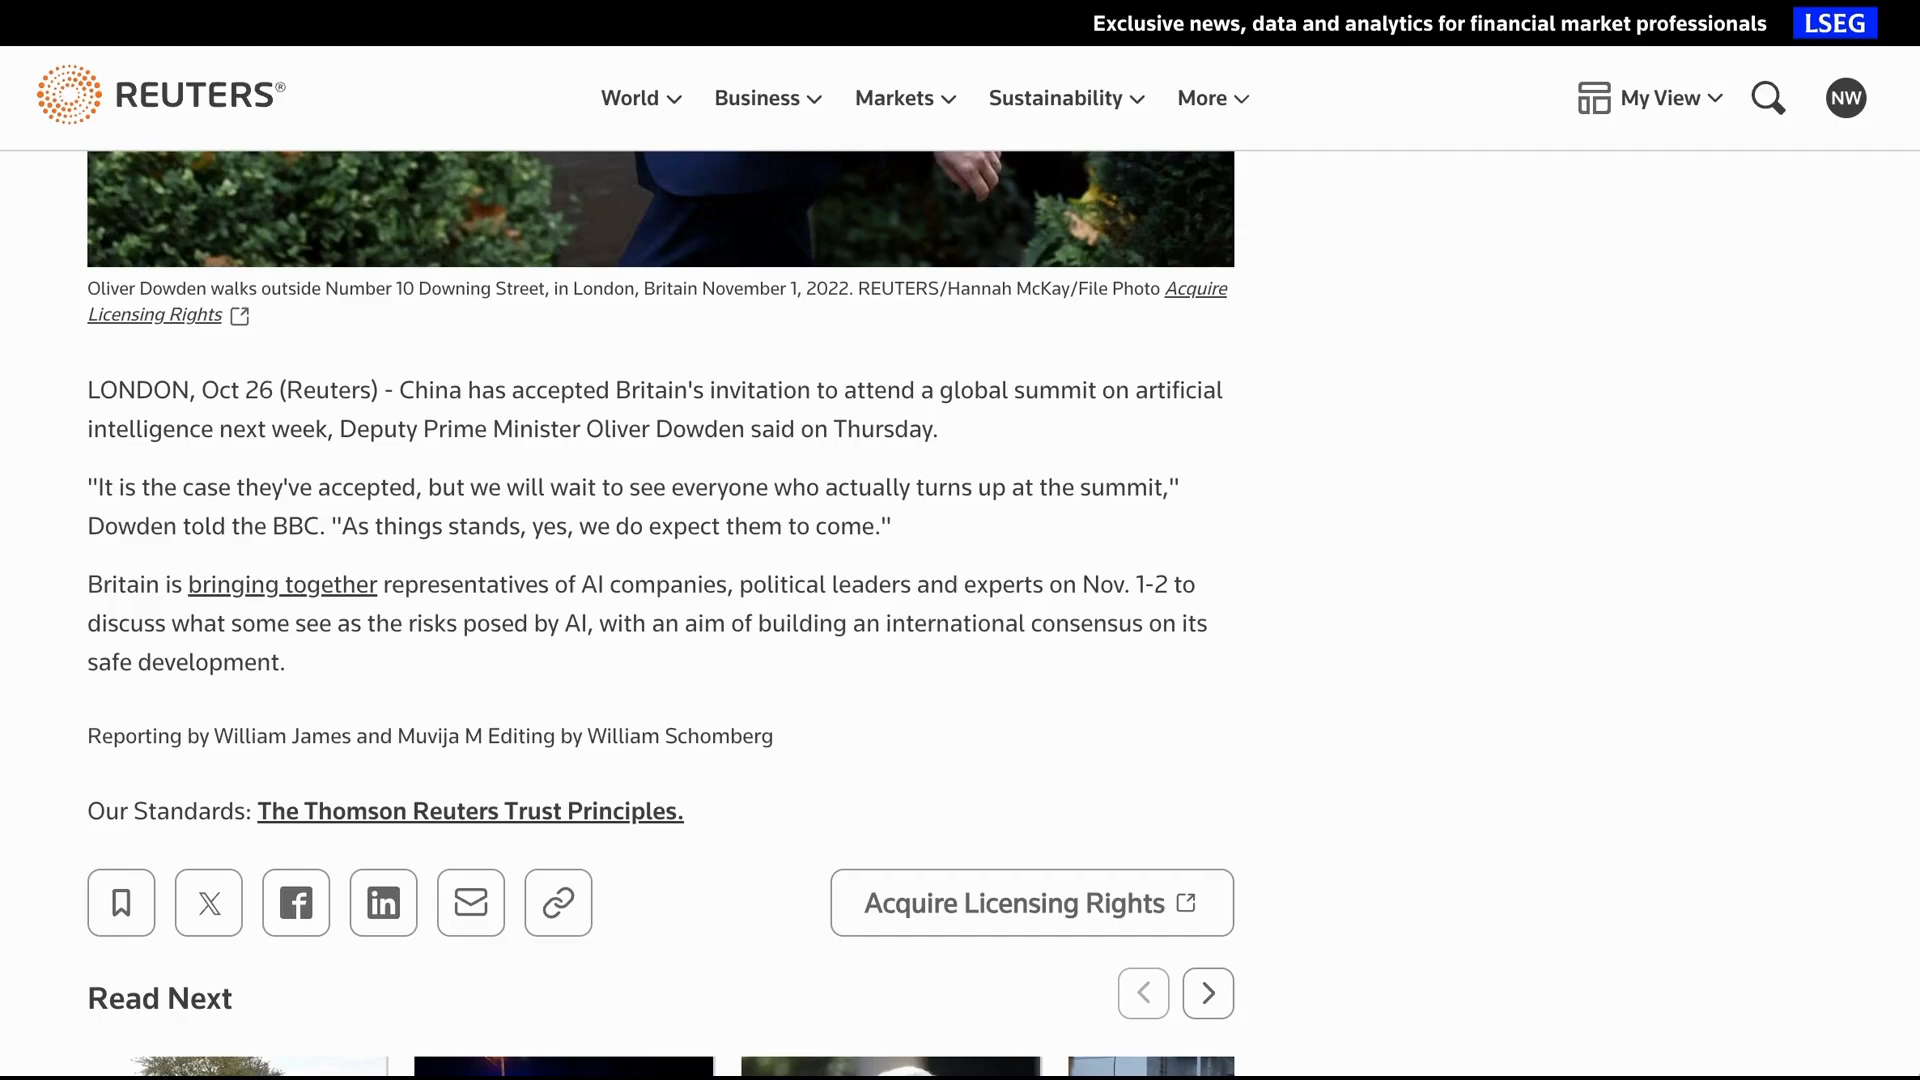 Exclusive news, data and analytics for financial market professionals LSEG
REUTERS®
World Business Markets Sustainability More
My View
NW
Oliver Dowden walks outside Number 10 Downing Street, in London, Britain November 1, 2022. REUTERS/Hannah McKay/File Photo Acquire
Licensing Rights
LONDON, Oct 26 (Reuters) - China has accepted Britain's invitation to attend a global summit on artificial
intelligence next week, Deputy Prime Minister Oliver Dowden said on Thursday.
"It is the case they've accepted, but we will wait to see everyone who actually turns up at the summit,"
Dowden told the BBC. "As things stands, yes, we do expect them to come."
Britain is bringing together representatives of AI companies, political leaders and experts on Nov. 1-2 to
discuss what some see as the risks posed by AI, with an aim of building an international consensus on its
safe development.
Reporting by William James and Muvija M Editing by William Schomberg
Our Standards: The Thomson Reuters Trust Principles.
Acquire Licensing Rights
Read Next